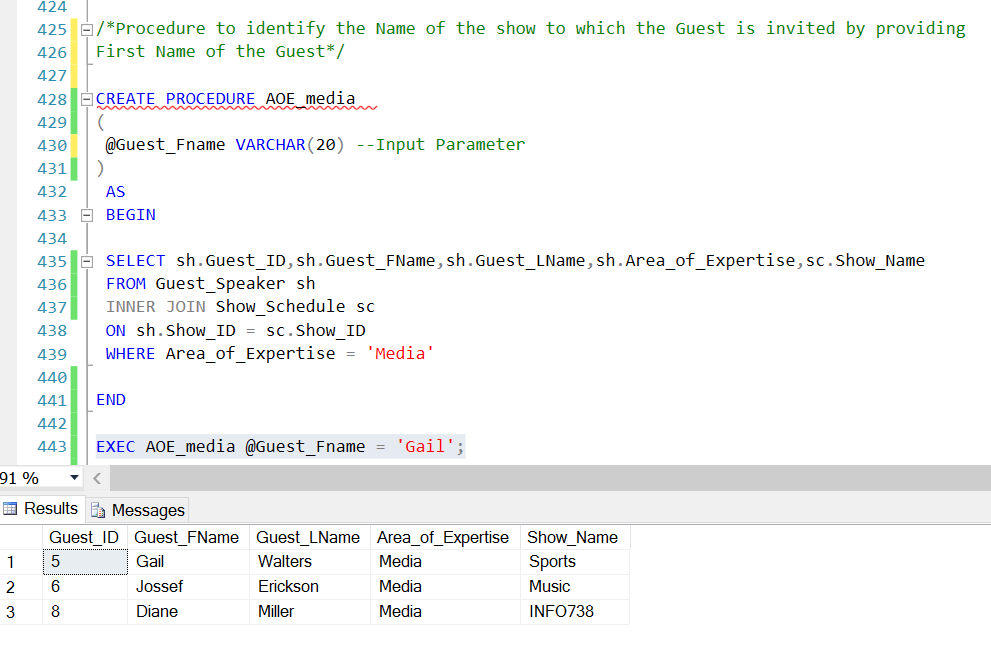 424
425 /*Procedure to identify the Name of the show to which the Guest is invited by providing
426 First Name of the Guest*/
427
428 CREATE PROCEDURE AOE_media
429 (
430 @Guest_Fname VARCHAR(20) --Input Parameter
431 )
432 AS
433 BEGIN
434
435 SELECT sh.Guest_ID,sh.Guest_FName,sh.Guest_LName,sh.Area_of_Expertise,sc.Show_Name
436 FROM Guest_Speaker sh
437 INNER JOIN Show_Schedule sc
438 ON sh.Show_ID = sc.Show_ID
439 WHERE Area_of_Expertise = 'Media'
440
441 END
442
443 EXEC AOE_media @Guest_Fname = 'Gail';
91 %
Results Messages
Guest_ID Guest_FName Guest_LName Area_of_Expertise Show_Name
1 5 Gail Walters Media Sports
2 6 Jossef Erickson Media Music
3 8 Diane Miller Media INFO738